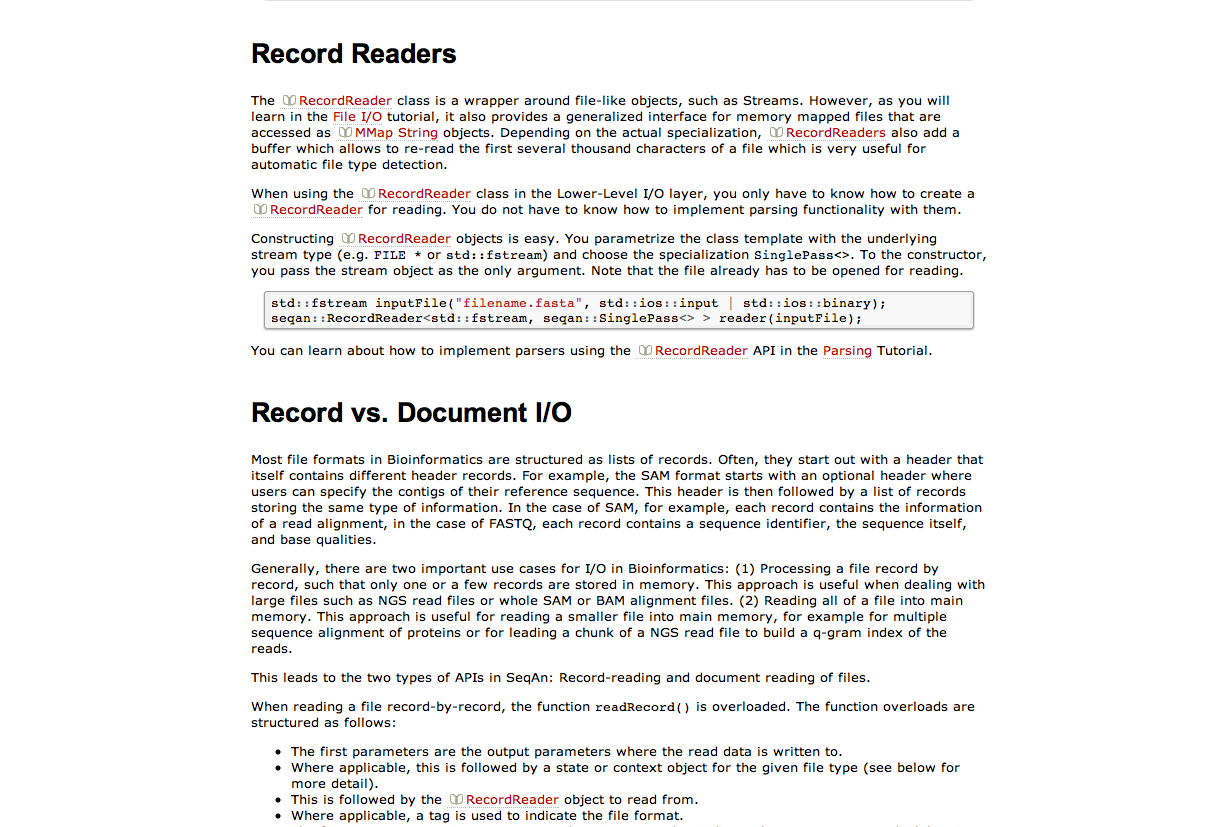 Record Readers
The RecordReader class is a wrapper around file-like objects, such as Streams. However, as you will
learn in the File I/O tutorial, it also provides a generalized interface for memory mapped files that are
accessed as MMap String objects. Depending on the actual specialization, RecordReaders also add a
buffer which allows to re-read the first several thousand characters of a file which is very useful for
automatic file type detection.
When using the RecordReader class in the Lower-Level I/O layer, you only have to know how to create a
RecordReader for reading. You do not have to know how to implement parsing functionality with them.
Constructing RecordReader objects is easy. You parametrize the class template with the underlying
stream type (e.g. FILE * or std::fstream) and choose the specialization SinglePass<>. To the constructor,
you pass the stream object as the only argument. Note that the file already has to be opened for reading.
std::fstream inputFile("filename.fasta", std::ios::input | std::ios::binary);
seqan::RecordReader<std::fstream, seqan::SinglePass<> > reader(inputFile);
You can learn about how to implement parsers using the RecordReader API in the Parsing Tutorial.
Record vs. Document I/O
Most file formats in Bioinformatics are structured as lists of records. Often, they start out with a header that
itself contains different header records. For example, the SAM format starts with an optional header where
users can specify the contigs of their reference sequence. This header is then followed by a list of records
storing the same type of information. In the case of SAM, for example, each record contains the information
of a read alignment, in the case of FASTQ, each record contains a sequence identifier, the sequence itself,
and base qualities.
Generally, there are two important use cases for I/O in Bioinformatics: (1) Processing a file record by
record, such that only one or a few records are stored in memory. This approach is useful when dealing with
large files such as NGS read files or whole SAM or BAM alignment files. (2) Reading all of a file into main
memory. This approach is useful for reading a smaller file into main memory, for example for multiple
sequence alignment of proteins or for leading a chunk of a NGS read file to build a q-gram index of the
reads.
This leads to the two types of APIs in SeqAn: Record-reading and document reading of files.
When reading a file record-by-record, the function readRecord() is overloaded. The function overloads are
structured as follows:
• The first parameters are the output parameters where the read data is written to.
• Where applicable, this is followed by a state or context object for the given file type (see below for
more detail).
• This is followed by the RecordReader object to read from.
• Where applicable, a tag is used to indicate the file format.